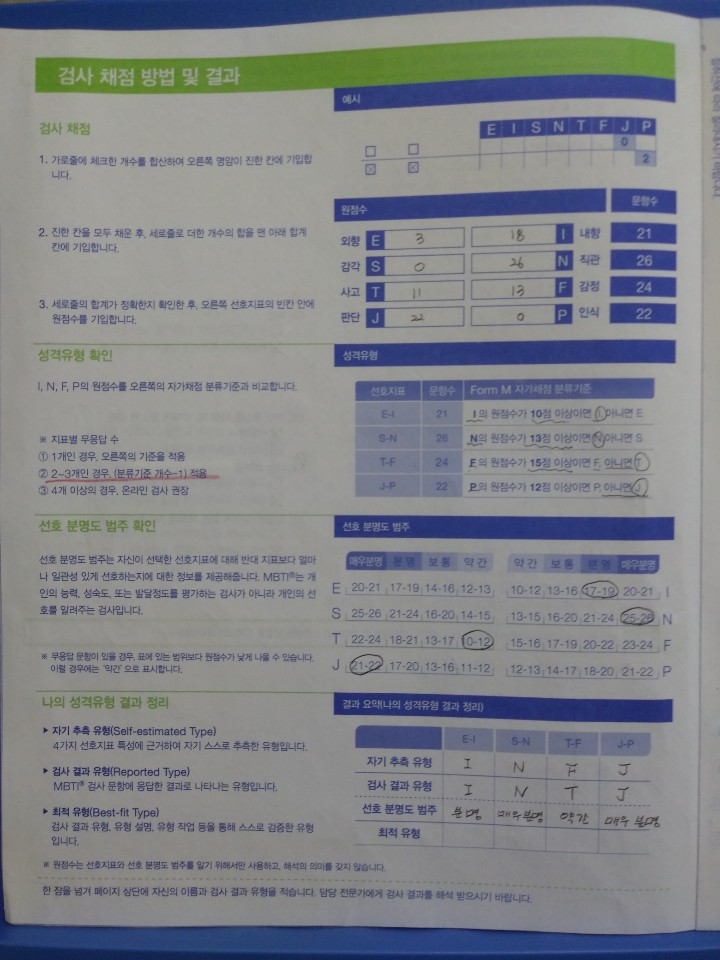 검사 채점 방법 및 결과
예시
검사 채점
E I S N T F J P
0
2
1. 가로줄에 체크한 개수를 합산하여 오른쪽 명암이 진한 칸에 기입합
니다.
원점수 문항수
2. 진한 칸을 모두 채운 후, 세로줄로 더한 개수의 합을 맨 아래 합계
칸에 기입합니다.
외향 E 3 18 I 내향 21
감각 S 0 26 N 직관 26
사고 T 11 13 F 감정 24
판단 J 22 0 P 인식 22
3. 세로줄의 합계가 정확한지 확인한 후, 오른쪽 선호지표의 빈칸 안에
원점수를 기입합니다.
성격유형 확인
성격유형
I, N, F, P의 원점수를 오른쪽의 자가채점 분류기준과 비교합니다.
선호지표 문항수 Form M 자가채점 분류기준
E-I 21 I의 원점수가 10점 이상이면 I, 아니면 E
S-N 26 N의 원점수가 13점 이상이면 N, 아니면 S
T-F 24 F의 원점수가 15점 이상이면 F, 아니면 T
J-P 22 P의 원점수가 12점 이상이면 P, 아니면 J
※ 지표별 무응답 수
① 1개인 경우, 오른쪽의 기준을 적용
② 2~3개인 경우, (분류기준 개수-1) 적용
③ 4개 이상의 경우, 온라인 검사 권장
선호 분명도 범주 확인
선호 분명도 범주
선호 분명도 범주는 자신이 선택한 선호지표에 대해 반대 지표보다 얼마
나 일관성 있게 선호하는지에 대한 정보를 제공해줍니다. MBTI®는 개
인의 능력, 성숙도, 또는 발달정도를 평가하는 검사가 아니라 개인의 선
호를 알려주는 검사입니다.
매우분명 분명 보통 약간 약간 보통 분명 매우분명
E 20-21 17-19 14-16 12-13 10-12 13-16 17-19 20-21 I
S 25-26 21-24 16-20 14-15 13-15 16-20 21-24 25-26 N
T 22-24 18-21 13-17 10-12 15-16 17-19 20-22 23-24 F
J 21-22 17-20 13-16 11-12 12-13 14-17 18-20 21-22 P
※ 무응답 문항이 있을 경우, 표에 있는 범위보다 원점수가 낮게 나올 수 있습니다.
이럴 경우에는 '약간'으로 표시합니다.
나의 성격유형 결과 정리
결과 요약(나의 성격유형 결과 정리)
▶ 자기 추측 유형(Self-estimated Type)
4가지 선호지표 특성에 근거하여 자기 스스로 추측한 유형입니다.
▶ 검사 결과 유형(Reported Type)
MBTI® 검사 문항에 응답한 결과로 나타나는 유형입니다.
▶ 최적 유형(Best-fit Type)
검사 결과 유형, 유형 설명, 유형 작업 등을 통해 스스로 검증한 유형
입니다.
E-I S-N T-F J-P
자기 추측 유형 I N F J
검사 결과 유형 I N T J
선호 분명도 범주 분명 매우분명 약간 매우 분명
최적 유형
※ 원점수는 선호지표와 선호 분명도 범주를 알기 위해서만 사용하고, 해석의 의미를 갖지 않습니다.
한 장을 넘겨 페이지 상단에 자신의 이름과 검사 결과 유형을 적습니다. 담당 전문가에게 검사 결과를 해석 받으시기 바랍니다.